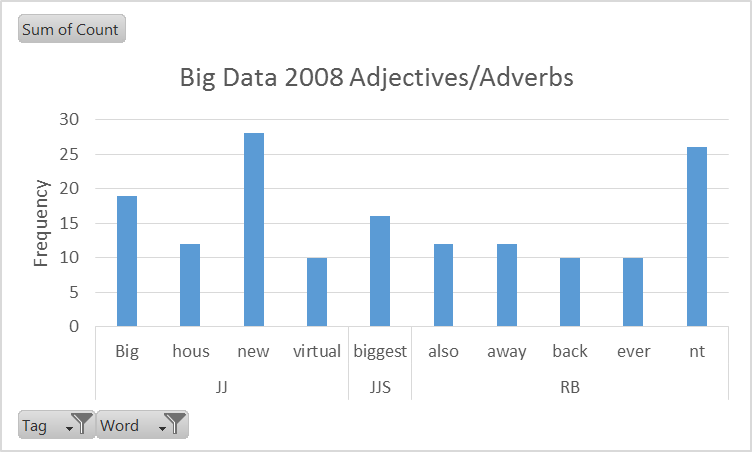 Sum of Count
Big Data 2008 Adjectives/Adverbs
Frequency
30
25
20
15
10
5
0
Big hous new virtual biggest also away back ever nt
JJ JJS RB
Tag Word